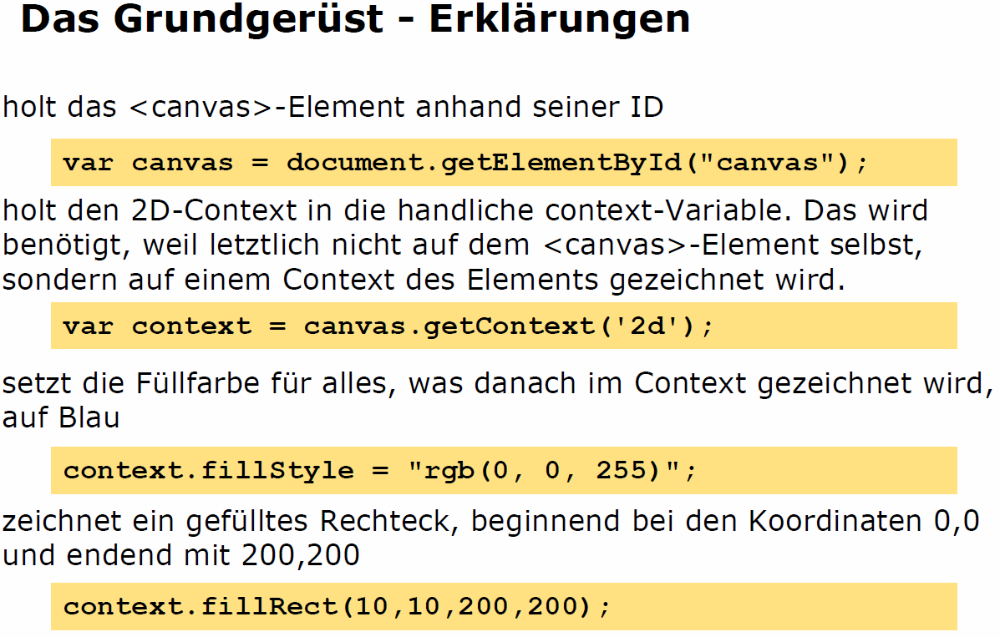 Das Grundgerüst - Erklärungen
holt das <canvas>-Element anhand seiner ID
var canvas = document.getElementById("canvas");
holt den 2D-Context in die handliche context-Variable. Das wird
benötigt, weil letztlich nicht auf dem <canvas>-Element selbst,
sondern auf einem Context des Elements gezeichnet wird.
var context = canvas.getContext('2d');
setzt die Füllfarbe für alles, was danach im Context gezeichnet wird,
auf Blau
context.fillStyle = "rgb(0, 0, 255)";
zeichnet ein gefülltes Rechteck, beginnend bei den Koordinaten 0,0
und endend mit 200,200
context.fillRect(10,10,200,200);